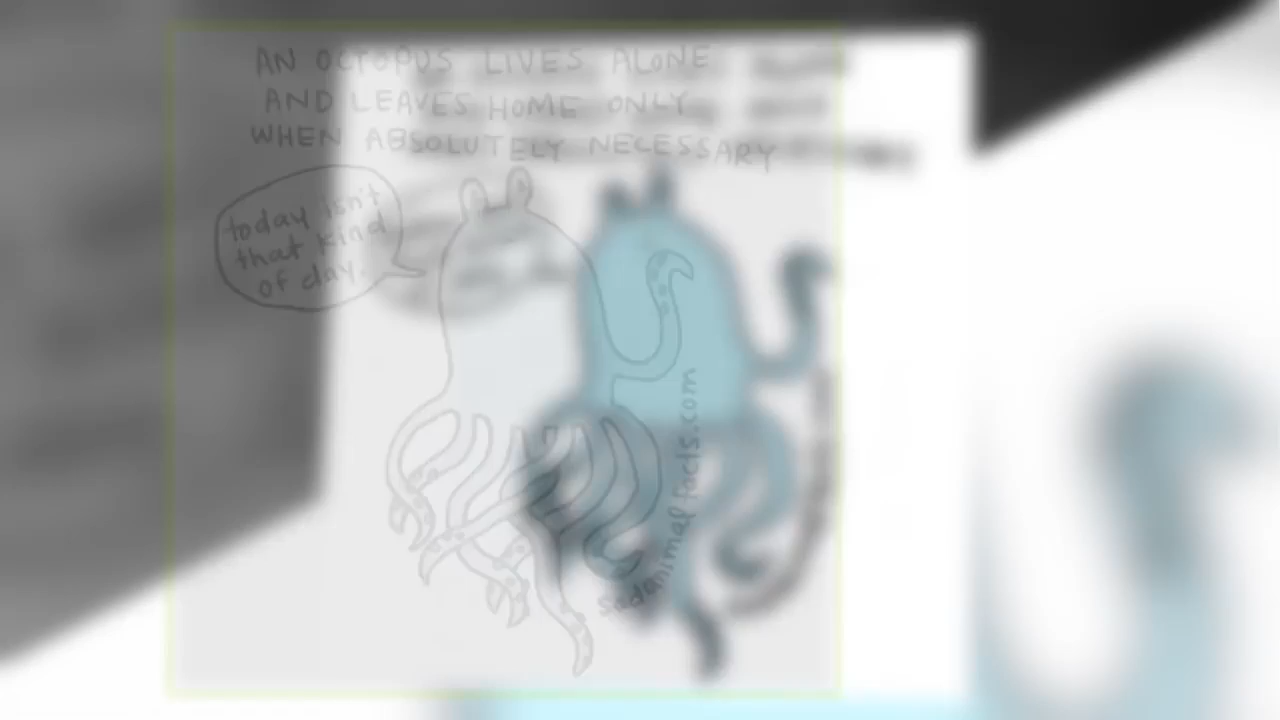 AN OCTOPUS LIVES ALONE
AND LEAVES HOME ONLY
WHEN ABSOLUTELY NECESSARY
today isn't
that kind
of day.
sadanimalfacts.com